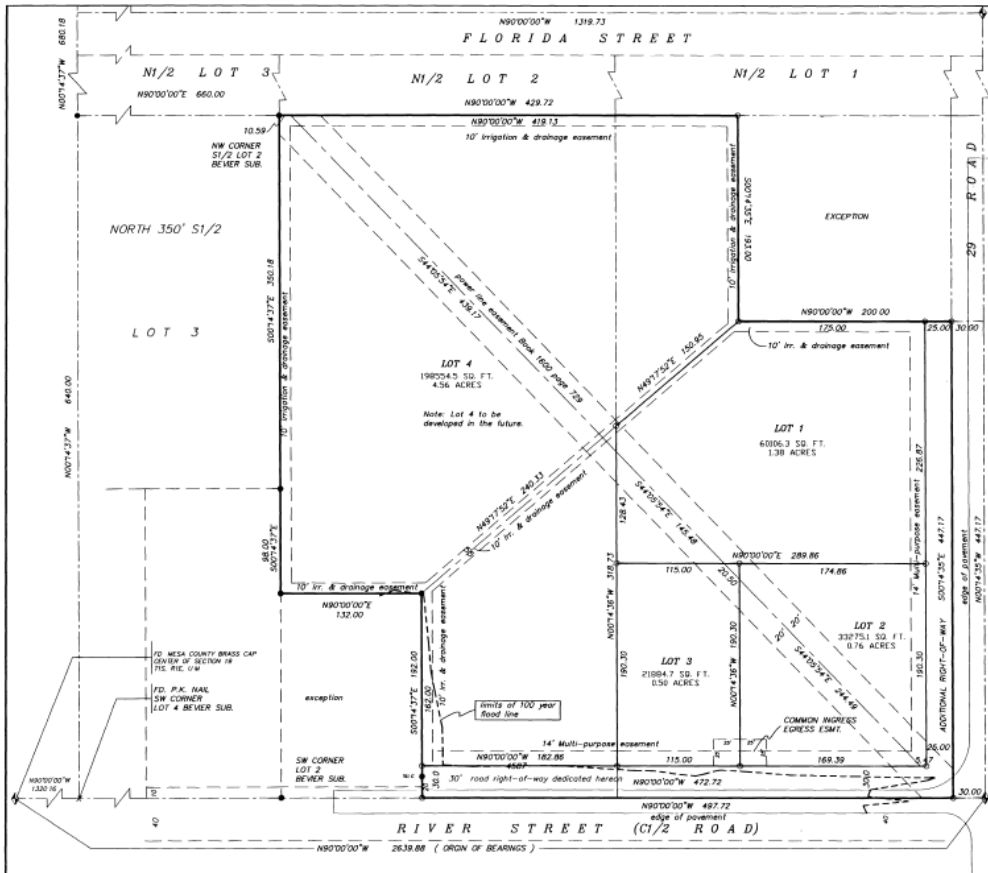 N90°00'00"W 1319.73
FLORIDA STREET
N00°14'37"W 680.18
N1/2 LOT 3
N1/2 LOT 2
N1/2 LOT 1
N90°00'00"E 660.00
N90°00'00"W 429.72
N90°00'00"W 419.13
10.59
10' Irrigation & drainage easement
NW CORNER
S1/2 LOT 2
BEVIER SUB.
29 ROAD
NORTH 350' S1/2
LOT 3
S00°14'37"E 350.18
10' Irrigation & drainage easement
S44°05'54"E 439.17
power line easement Book 1600 page 729
10' Irrigation & drainage easement
S00°14'35"E 193.00
EXCEPTION
N90°00'00"W 200.00
175.00
25.00
30.00
10' Irr. & drainage easement
N49°17'52"E 150.95
LOT 4
198554.5 SQ. FT.
4.56 ACRES
Note: Lot 4 to be
developed in the future.
N00°14'37"W 640.00
LOT 1
60106.3 SQ. FT.
1.38 ACRES
226.87
14' Multi-purpose easement
N49°17'52"E 240.33
10' Irr. & drainage easement
128.43
S44°05'54"E 145.48
98.00
S00°14'37"E
N00°14'36"W 318.73
N90°00'00"E 289.86
115.00
20.50
174.86
S00°14'35"E 447.17
ADDITIONAL RIGHT-OF-WAY
edge of pavement
N00°14'35"W 447.17
10' Irr. & drainage easement
N90°00'00"E
132.00
20'
20'
LOT 2
33275.1 SQ. FT.
0.76 ACRES
190.30
S44°05'54"E 244.49
LOT 3
21884.7 SQ. FT.
0.50 ACRES
190.30
N00°14'36"W 190.30
FD. MESA COUNTY BRASS CAP
CENTER OF SECTION 18
T1S, R1E, U.M
FD. P.K. NAIL
SW CORNER
LOT 4 BEVIER SUB.
exception
S00°14'37"E 192.00
162.00
10' Irr. & drainage easement
limits of 100 year
flood line
COMMON INGRESS
EGRESS ESMT.
14' Multi-purpose easement
SW CORNER
LOT 2
BEVIER SUB.
N90°00'00"W 182.86
115.00
169.39
5.47
25.00
30' road right-of-way dedicated hereon
30.0
N90°00'00"W 472.72
30.0
30.00
N90°00'00"W
1320.16
N90°00'00"W 497.72
edge of pavement
40
40
RIVER STREET (C1/2 ROAD)
N90°00'00"W 2639.88 ( ORIGIN OF BEARINGS )